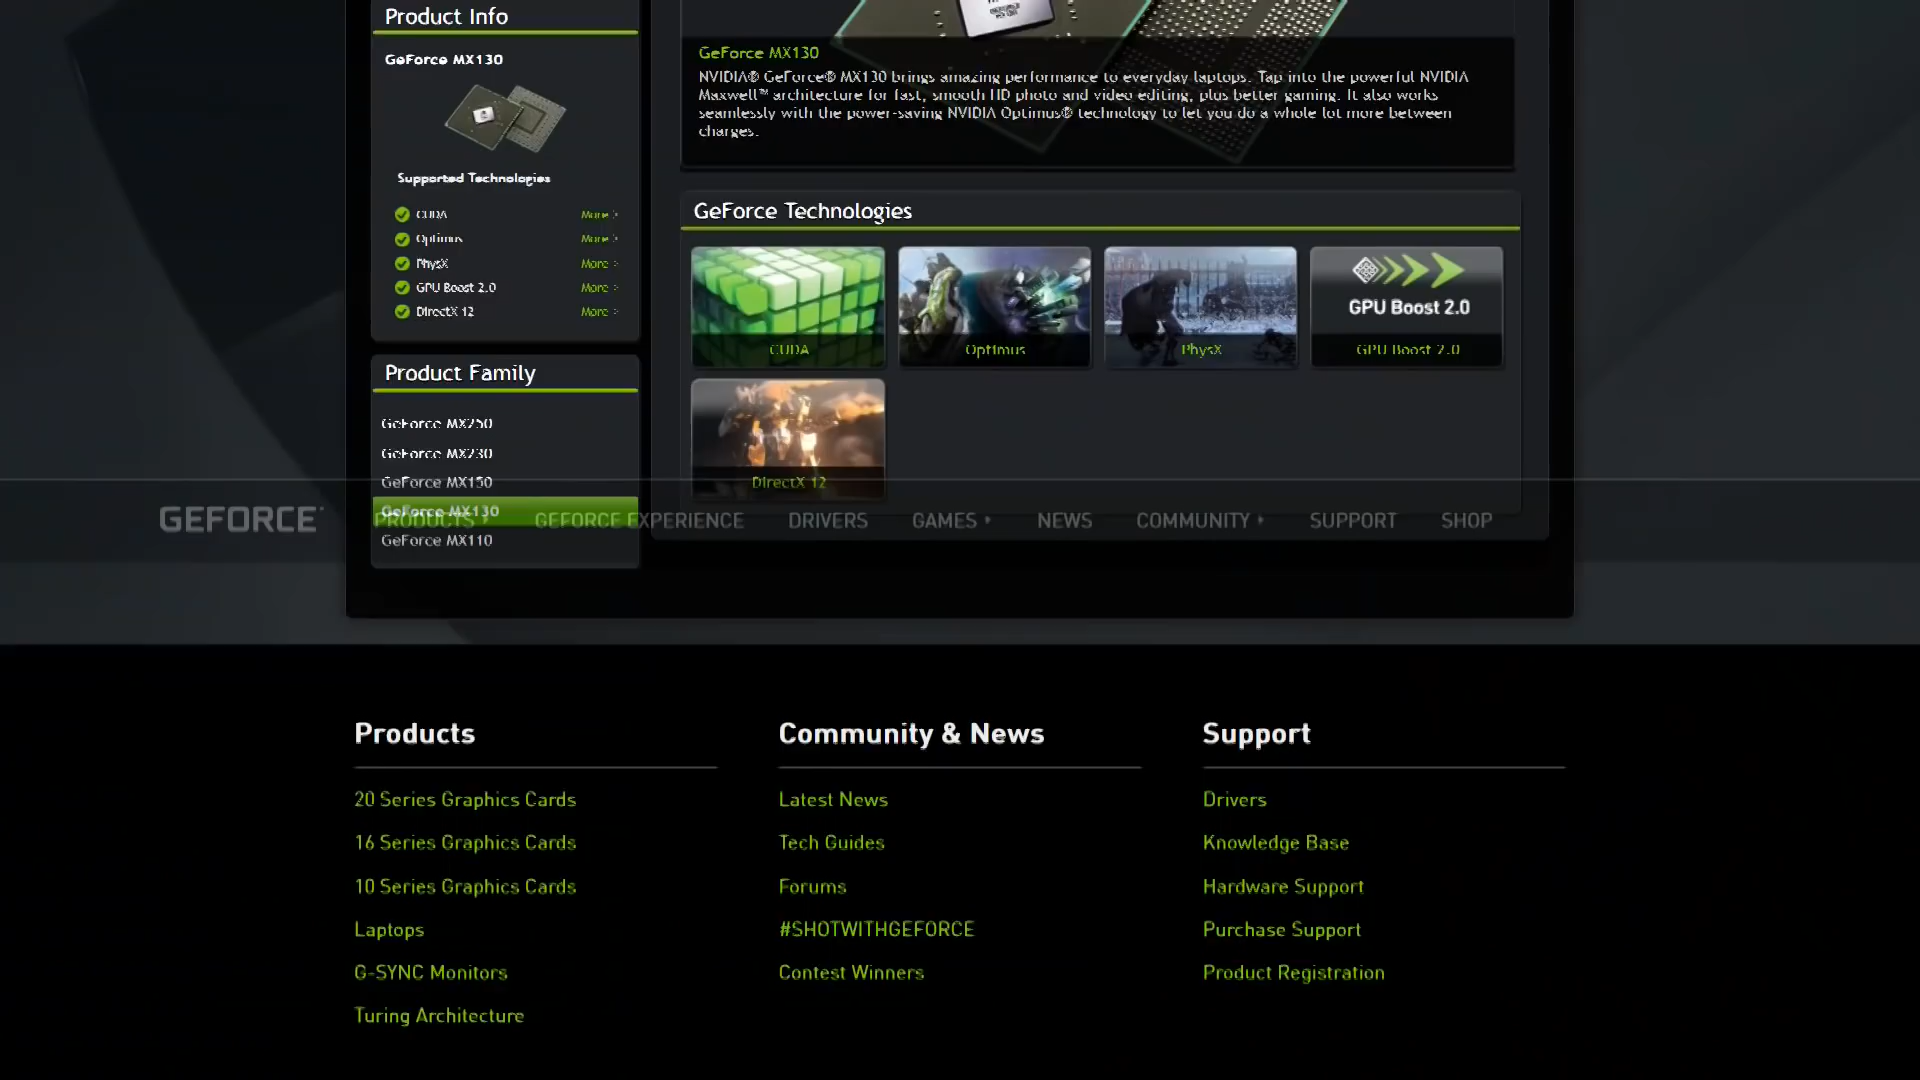 Product Info
GeForce MX130
Supported Technologies
CUDA More >
Optimus More >
PhysX More >
GPU Boost 2.0 More >
DirectX 12 More >
Product Family
GeForce MX250
GeForce MX230
GeForce MX150
GeForce MX130
GeForce MX110
GeForce MX130
NVIDIA® GeForce® MX130 brings amazing performance to everyday laptops. Tap into the powerful NVIDIA
Maxwell™ architecture for fast, smooth HD photo and video editing, plus better gaming. It also works
seamlessly with the power-saving NVIDIA Optimus® technology to let you do a whole lot more between
charges.
GeForce Technologies
CUDA
Optimus
PhysX
GPU Boost 2.0
GPU Boost 2.0
DirectX 12
GEFORCE PRODUCTS GEFORCE EXPERIENCE DRIVERS GAMES NEWS COMMUNITY SUPPORT SHOP
Products
20 Series Graphics Cards
16 Series Graphics Cards
10 Series Graphics Cards
Laptops
G-SYNC Monitors
Turing Architecture
Community & News
Latest News
Tech Guides
Forums
#SHOTWITHGEFORCE
Contest Winners
Support
Drivers
Knowledge Base
Hardware Support
Purchase Support
Product Registration